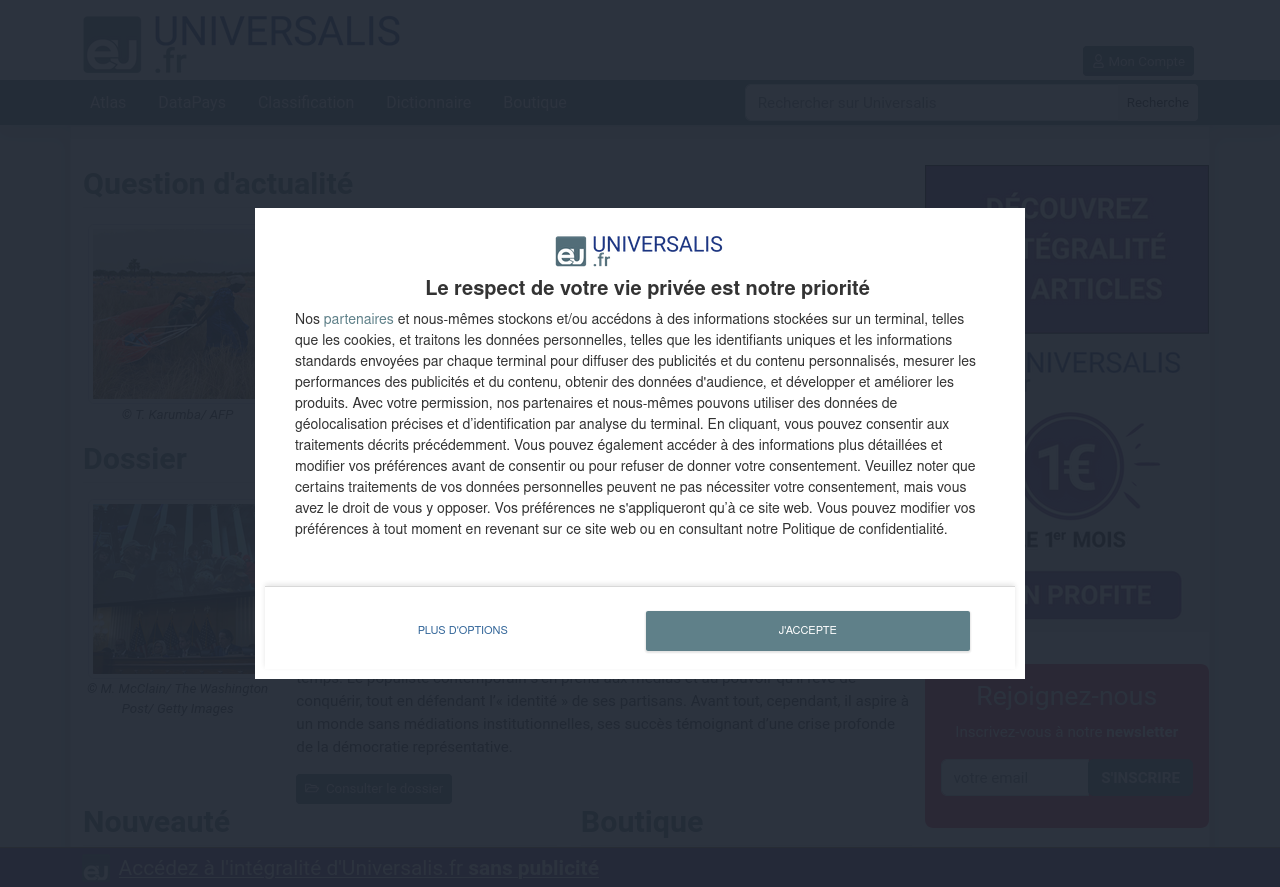 UNIVERSALIS
.fr
Mon Compte
Atlas DataPays Classification Dictionnaire Boutique
Rechercher sur Universalis
Recherche
Question d'actualité
© T. Karumba/ AFP
Dossier
© M. McClain/ The Washington
Post/ Getty Images
eu UNIVERSALIS
.fr
Le respect de votre vie privée est notre priorité
Nos partenaires et nous-mêmes stockons et/ou accédons à des informations stockées sur un terminal, telles
que les cookies, et traitons les données personnelles, telles que les identifiants uniques et les informations
standards envoyées par chaque terminal pour diffuser des publicités et du contenu personnalisés, mesurer les
performances des publicités et du contenu, obtenir des données d'audience, et développer et améliorer les
produits. Avec votre permission, nos partenaires et nous-mêmes pouvons utiliser des données de
géolocalisation précises et d’identification par analyse du terminal. En cliquant, vous pouvez consentir aux
traitements décrits précédemment. Vous pouvez également accéder à des informations plus détaillées et
modifier vos préférences avant de consentir ou pour refuser de donner votre consentement. Veuillez noter que
certains traitements de vos données personnelles peuvent ne pas nécessiter votre consentement, mais vous
avez le droit de vous y opposer. Vos préférences ne s'appliqueront qu’à ce site web. Vous pouvez modifier vos
préférences à tout moment en revenant sur ce site web ou en consultant notre Politique de confidentialité.
PLUS D'OPTIONS
J'ACCEPTE
conquérir, tout en défendant l'« identité » de ses partisans. Avant tout, cependant, il aspire à
un monde sans médiations institutionnelles, ses succès témoignant d'une crise profonde
de la démocratie représentative.
Consulter le dossier
Nouveauté
Boutique
DÉCOUVREZ
ARTICLES
1€
1er MOIS
PROFITE
Rejoignez-nous
Inscrivez-vous à notre newsletter
votre email
S'INSCRIRE
eu Accédez à l'intégralité d'Universalis.fr sans publicité